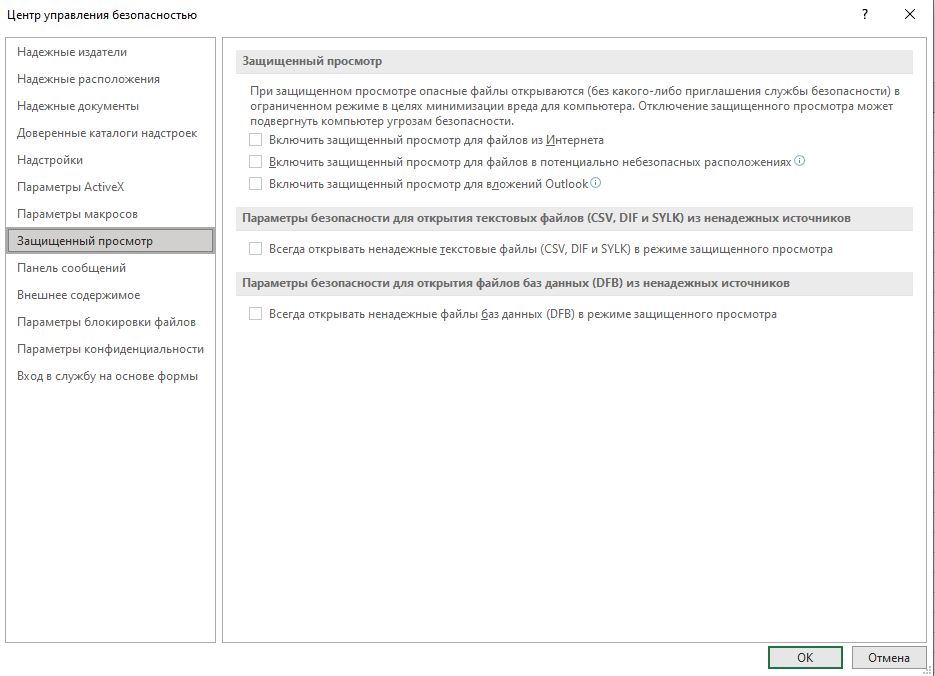 Центр управления безопасностью
?
Надежные издатели
Надежные расположения
Надежные документы
Доверенные каталоги надстроек
Надстройки
Параметры ActiveX
Параметры макросов
Защищенный просмотр
Панель сообщений
Внешнее содержимое
Параметры блокировки файлов
Параметры конфиденциальности
Вход в службу на основе формы
Защищенный просмотр
При защищенном просмотре опасные файлы открываются (без какого-либо приглашения службы безопасности) в
ограниченном режиме в целях минимизации вреда для компьютера. Отключение защищенного просмотра может
подвергнуть компьютер угрозам безопасности.
Включить защищенный просмотр для файлов из Интернета
Включить защищенный просмотр для файлов в потенциально небезопасных расположениях
Включить защищенный просмотр для вложений Outlook
Параметры безопасности для открытия текстовых файлов (CSV, DIF и SYLK) из ненадежных источников
Всегда открывать ненадежные текстовые файлы (CSV, DIF и SYLK) в режиме защищенного просмотра
Параметры безопасности для открытия файлов баз данных (DFB) из ненадежных источников
Всегда открывать ненадежные файлы баз данных (DFB) в режиме защищенного просмотра
ОК
Отмена